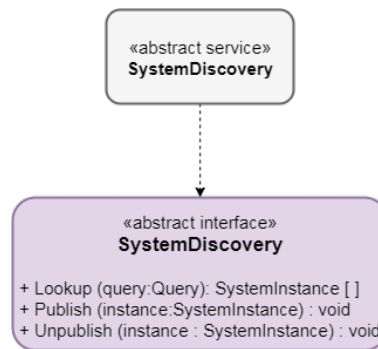 «abstract service»
SystemDiscovery
«abstract interface»
SystemDiscovery
+ Lookup (query:Query): SystemInstance [ ]
+ Publish (instance:SystemInstance) : void
+ Unpublish (instance : SystemInstance) : void